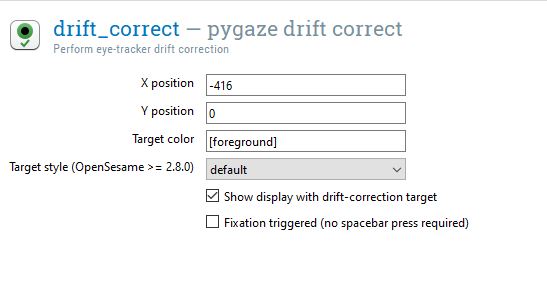 drift_correct — pygaze drift correct
Perform eye-tracker drift correction
X position -416
Y position 0
Target color [foreground]
Target style (OpenSesame >= 2.8.0) default
Show display with drift-correction target
Fixation triggered (no spacebar press required)